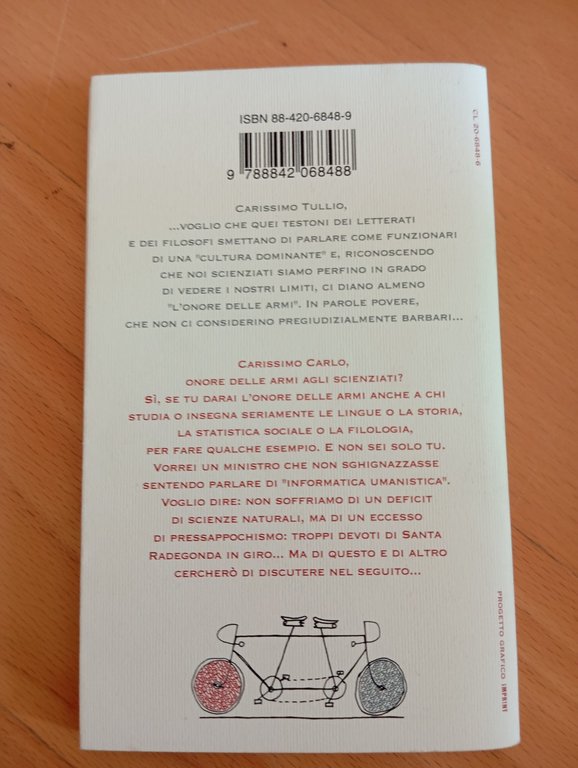 ISBN 88-420-6848-9
9 788842 068488
CL 20-6848-6
CARISSIMO TULLIO,
...VOGLIO CHE QUEI TESTONI DEI LETTERATI
E DEI FILOSOFI SMETTANO DI PARLARE COME FUNZIONARI
DI UNA "CULTURA DOMINANTE" E, RICONOSCENDO
CHE NOI SCIENZIATI SIAMO PERFINO IN GRADO
DI VEDERE I NOSTRI LIMITI, CI DIANO ALMENO
"L'ONORE DELLE ARMI". IN PAROLE POVERE,
CHE NON CI CONSIDERINO PREGIUDIZIALMENTE BARBARI...
CARISSIMO CARLO,
ONORE DELLE ARMI AGLI SCIENZIATI?
SÌ, SE TU DARAI L'ONORE DELLE ARMI ANCHE A CHI
STUDIA O INSEGNA SERIAMENTE LE LINGUE O LA STORIA,
LA STATISTICA SOCIALE O LA FILOLOGIA,
PER FARE QUALCHE ESEMPIO. E NON SEI SOLO TU.
VORREI UN MINISTRO CHE NON SGHIGNAZZASSE
SENTENDO PARLARE DI "INFORMATICA UMANISTICA".
VOGLIO DIRE: NON SOFFRIAMO DI UN DEFICIT
DI SCIENZE NATURALI, MA DI UN ECCESSO
DI PRESSAPPOCHISMO: TROPPI DEVOTI DI SANTA
RADEGONDA IN GIRO... MA DI QUESTO E DI ALTRO
CERCHERÒ DI DISCUTERE NEL SEGUITO...
PROGETTO GRAFICO IMPRINT